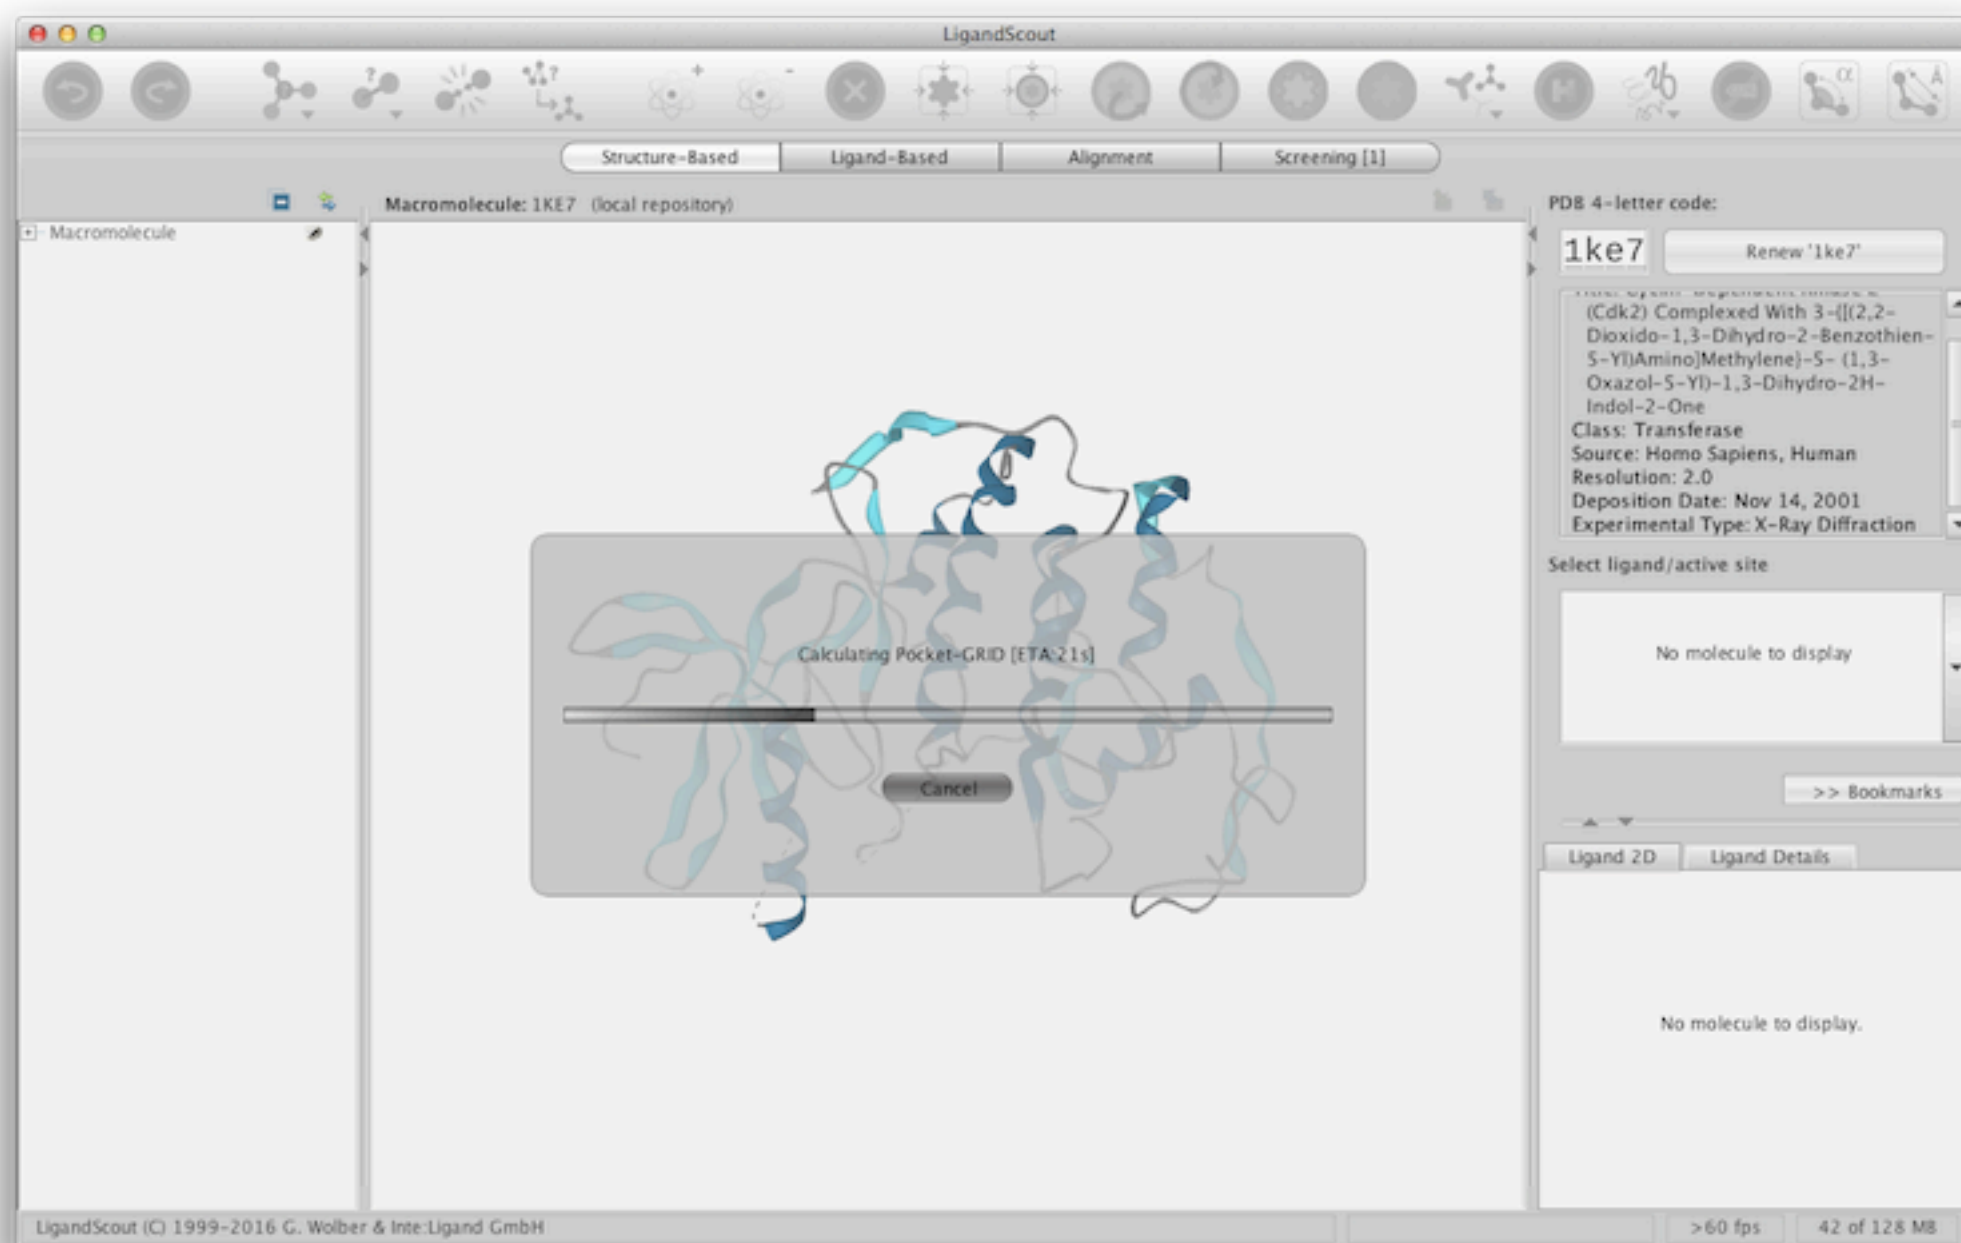 LigandScout
Structure-Based
Ligand-Based
Alignment
Screening [1]
Macromolecule
Macromolecule: 1KE7 (local repository)
PDB 4-letter code:
1ke7
Renew '1ke7'
(Cdk2) Complexed With 3-{[(2,2-
Dioxido-1,3-Dihydro-2-Benzothien-
5-Yl)Amino]Methylene}-5- (1,3-
Oxazol-5-Yl)-1,3-Dihydro-2H-
Indol-2-One
Class: Transferase
Source: Homo Sapiens, Human
Resolution: 2.0
Deposition Date: Nov 14, 2001
Experimental Type: X-Ray Diffraction
Calculating Pocket-GRID [ETA:21s]
Cancel
Select ligand/active site
No molecule to display
>> Bookmarks
Ligand 2D
Ligand Details
No molecule to display.
LigandScout (C) 1999-2016 G. Wolber & Inte:Ligand GmbH
>60 fps
42 of 128 MB